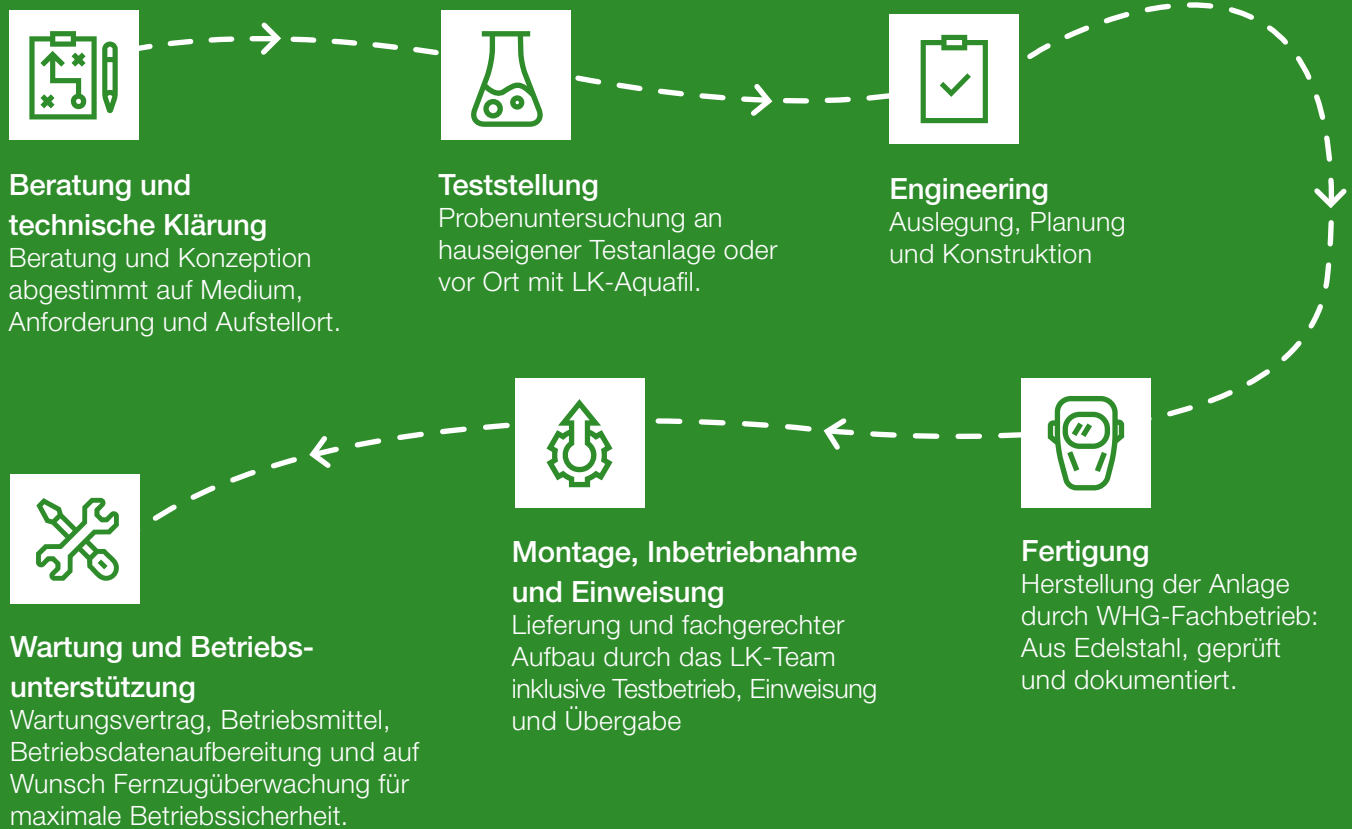 Beratung und
technische Klärung
Beratung und Konzeption
abgestimmt auf Medium,
Anforderung und Aufstellort.
Teststellung
Probenuntersuchung an
hauseigener Testanlage oder
vor Ort mit LK-Aquafil.
Engineering
Auslegung, Planung
und Konstruktion
Fertigung
Herstellung der Anlage
durch WHG-Fachbetrieb:
Aus Edelstahl, geprüft
und dokumentiert.
Montage, Inbetriebnahme
und Einweisung
Lieferung und fachgerechter
Aufbau durch das LK-Team
inklusive Testbetrieb, Einweisung
und Übergabe
Wartung und Betriebs-
unterstützung
Wartungsvertrag, Betriebsmittel,
Betriebsdatenaufbereitung und auf
Wunsch Fernzugüberwachung für
maximale Betriebssicherheit.